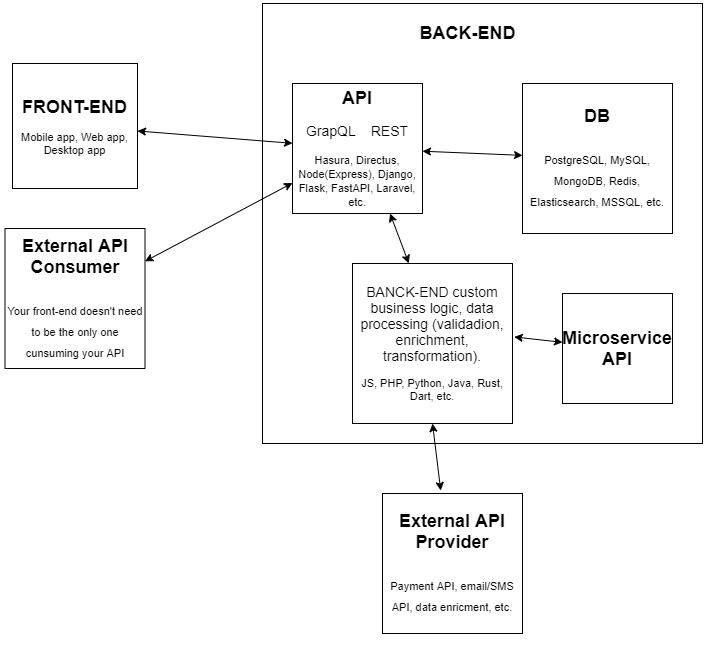 BACK-END
FRONT-END
Mobile app, Web app,
Desktop app
API
GrapQL REST
Hasura, Directus,
Node(Express), Django,
Flask, FastAPI, Laravel,
etc.
DB
PostgreSQL, MySQL,
MongoDB, Redis,
Elasticsearch, MSSQL, etc.
External API
Consumer
Your front-end doesn't need
to be the only one
cunsuming your API
BANCK-END custom
business logic, data
processing (validadion,
enrichment,
transformation).
JS, PHP, Python, Java, Rust,
Dart, etc.
Microservice
API
External API
Provider
Payment API, email/SMS
API, data enricment, etc.